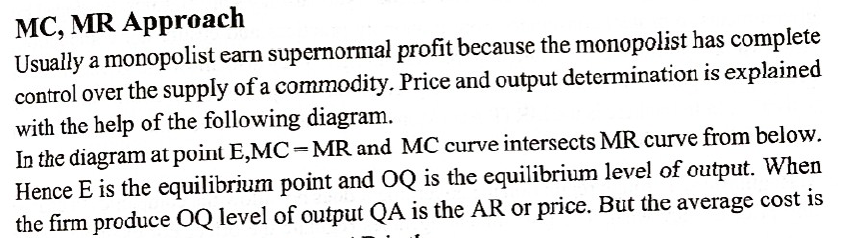 MC, MR Approach
Usually a monopolist earn supernormal profit because the monopolist has complete
control over the supply of a commodity. Price and output determination is explained
with the help of the following diagram.
In the diagram at point E,MC = MR and MC curve intersects MR curve from below.
Hence E is the equilibrium point and OQ is the equilibrium level of output. When
the firm produce OQ level of output QA is the AR or price. But the average cost is